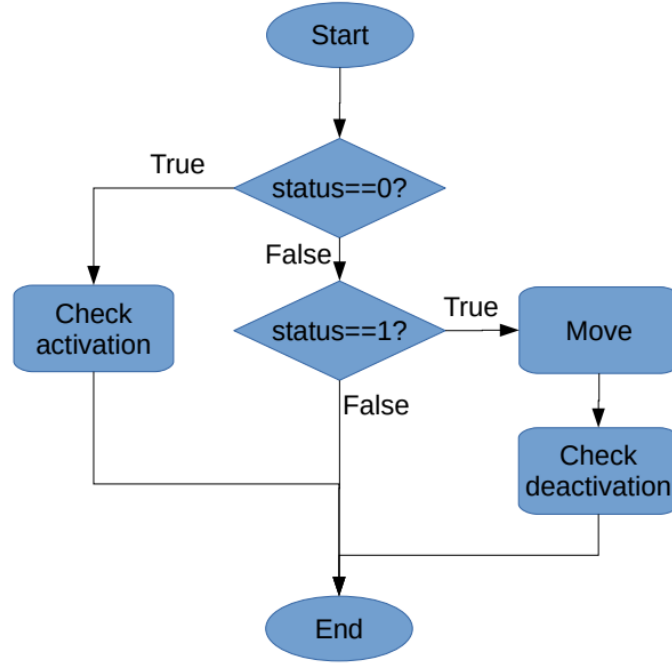 Start
True
status==0?
False
Check
activation
status==1?
True
Move
False
Check
deactivation
End